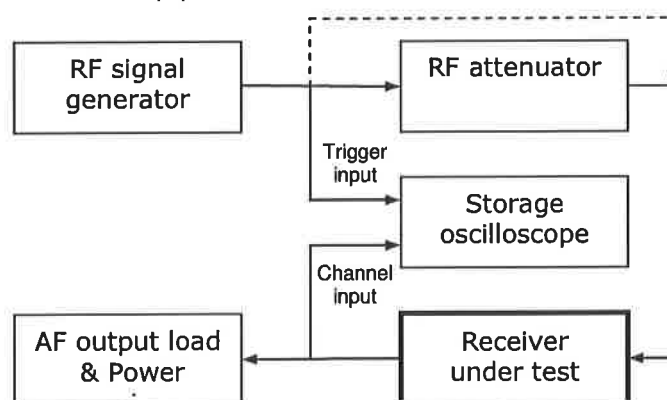 RF signal
generator
RF attenuator
Trigger
input
Storage
oscilloscope
Channel
input
AF output load
& Power
Receiver
under test